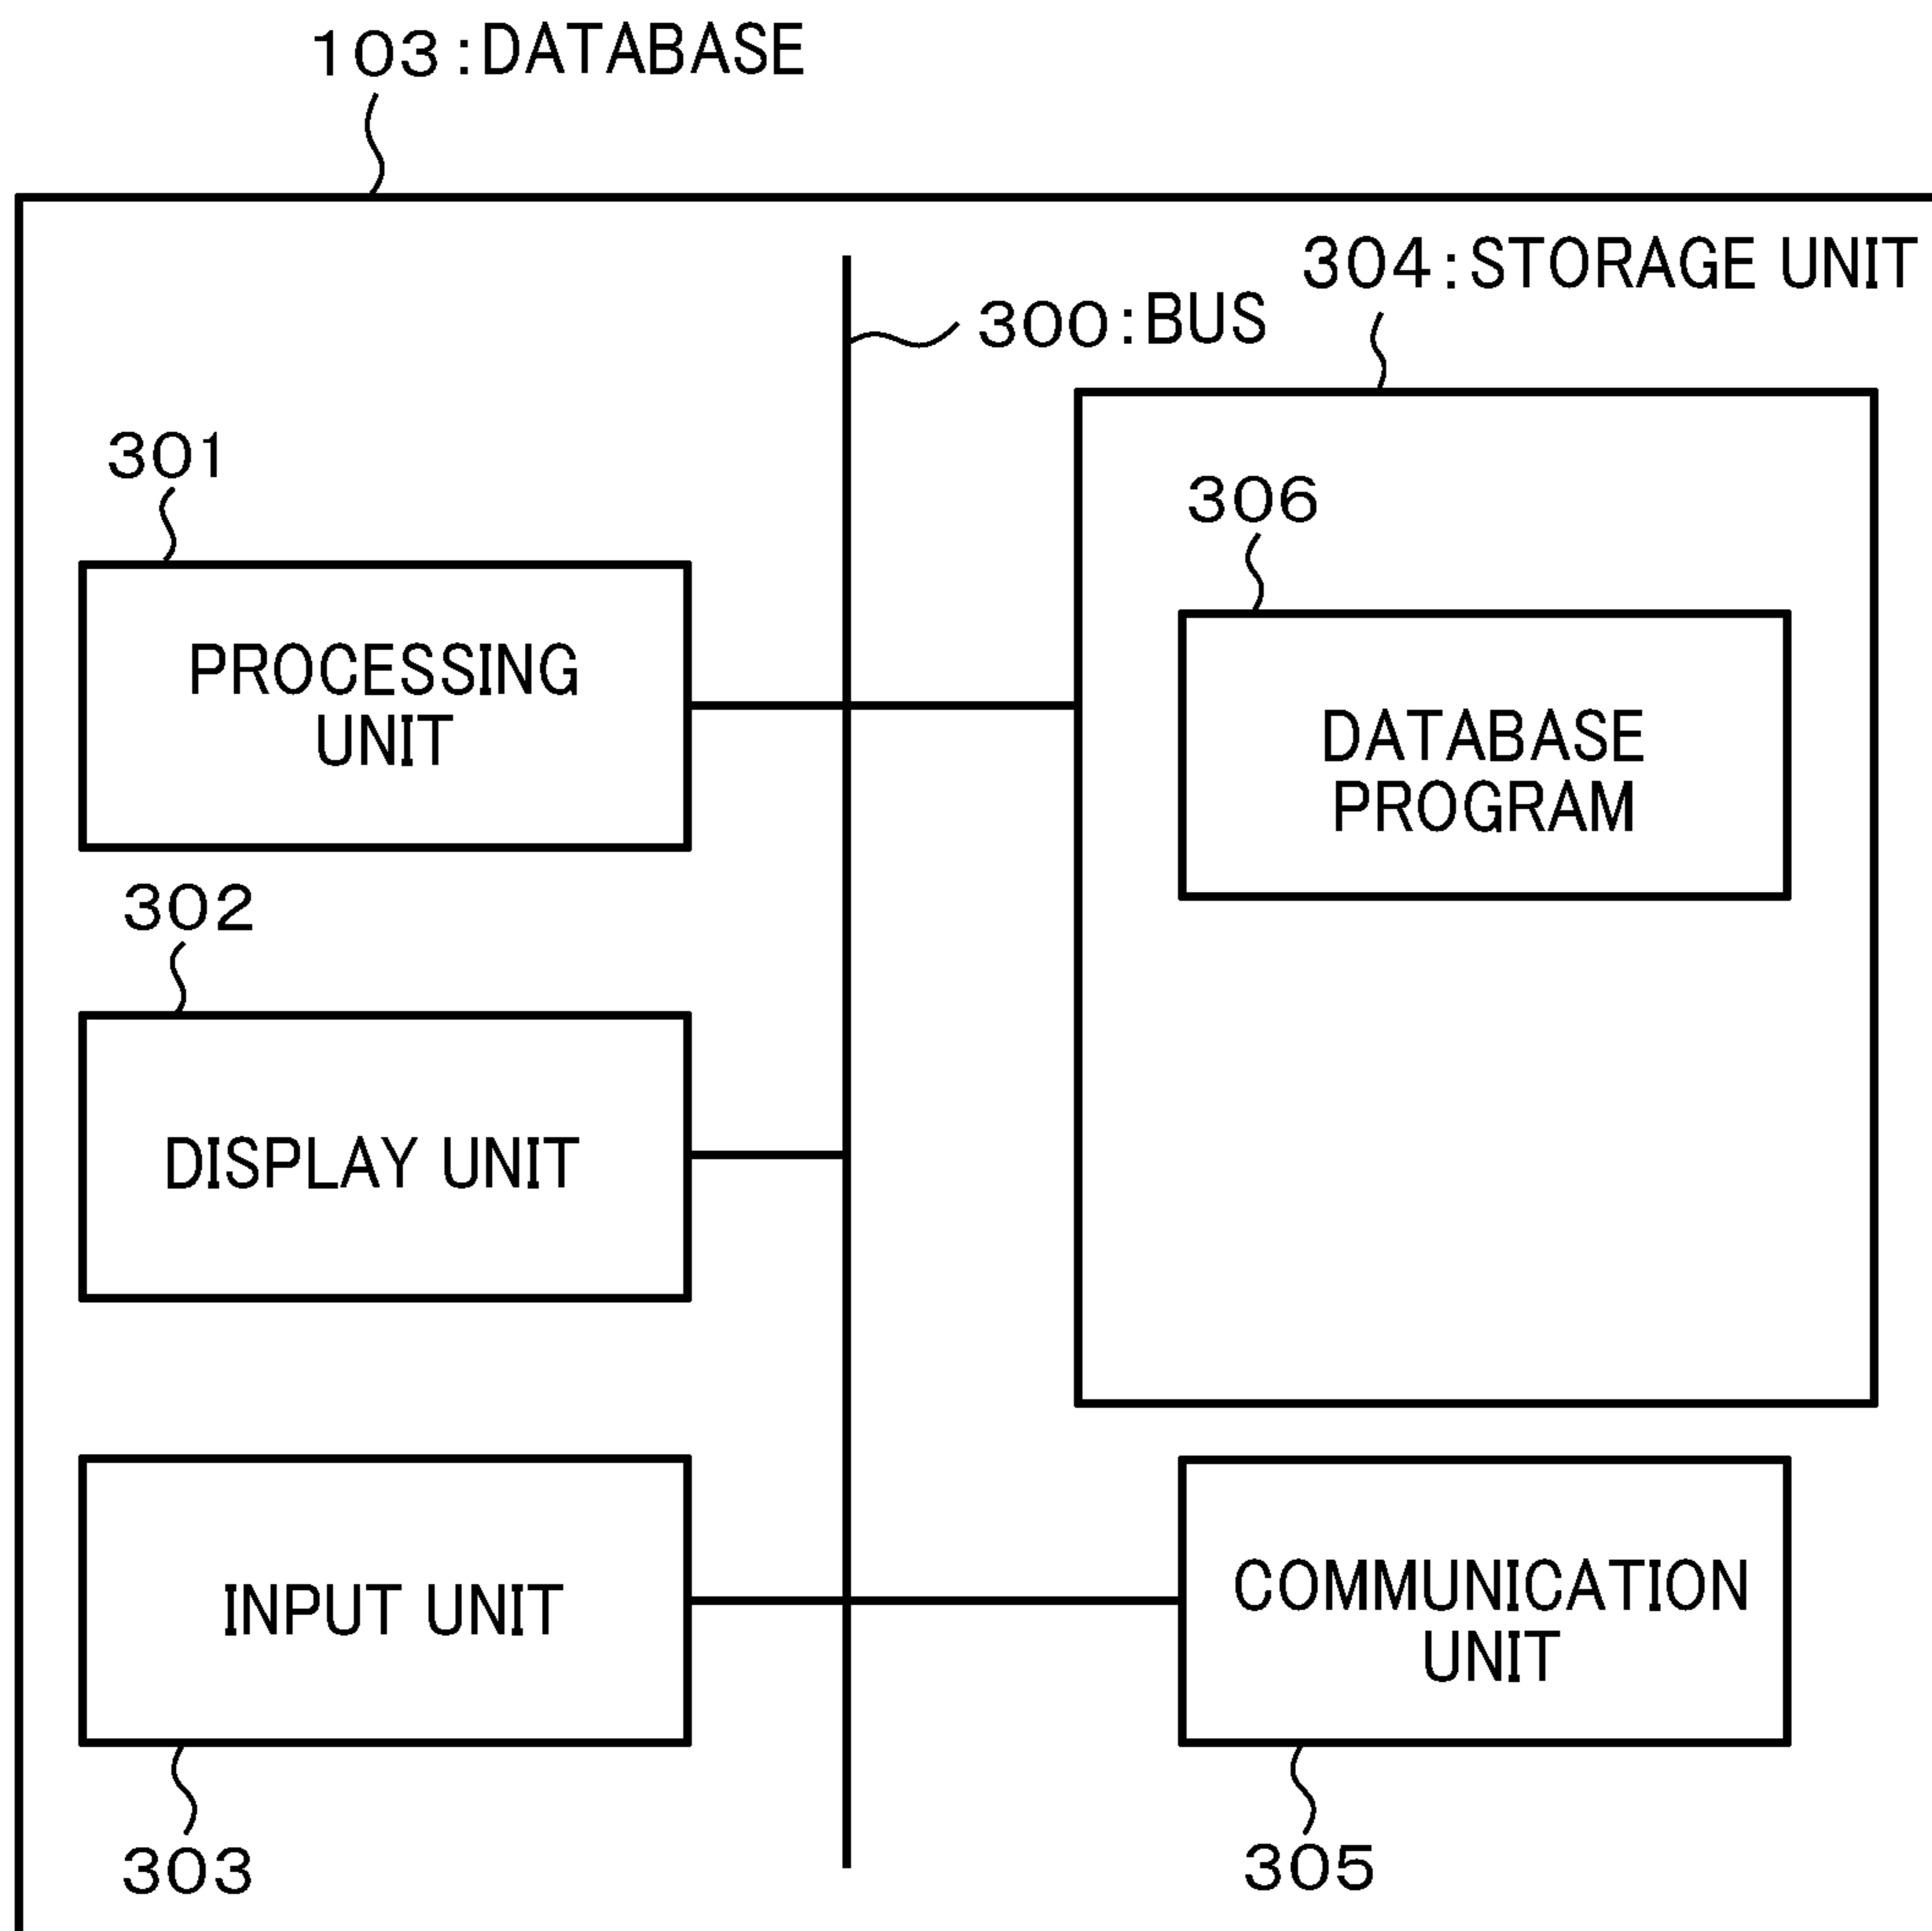 103:DATABASE
304:STORAGE UNIT
300:BUS
301
306
PROCESSING
UNIT
DATABASE
PROGRAM
302
DISPLAY UNIT
INPUT UNIT
COMMUNICATION
UNIT
303
305